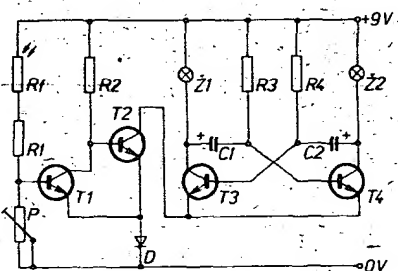 +9V
Rf
R2
Ž1
R3
R4
Ž2
T2
R1
+
C1
C2
+
T1
T3
T4
P
D
0V